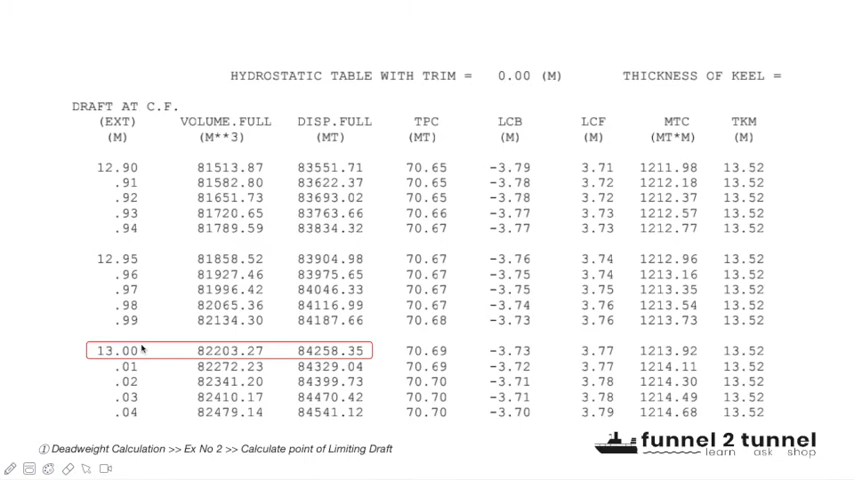 HYDROSTATIC TABLE WITH TRIM = 0.00 (M) THICKNESS OF KEEL =
DRAFT AT C.F.
(EXT) VOLUME.FULL DISP.FULL TPC LCB LCF MTC TKM
(M) (M**3) (MT) (MT) (M) (M) (MT*M) (M)
12.90 81513.87 83551.71 70.65 -3.79 3.71 1211.98 13.52
.91 81582.80 83622.37 70.65 -3.78 3.72 1212.18 13.52
.92 81651.73 83693.02 70.65 -3.78 3.72 1212.37 13.52
.93 81720.65 83763.66 70.66 -3.77 3.73 1212.57 13.52
.94 81789.59 83834.32 70.67 -3.77 3.73 1212.77 13.52
12.95 81858.52 83904.98 70.67 -3.76 3.74 1212.96 13.52
.96 81927.46 83975.65 70.67 -3.75 3.74 1213.16 13.52
.97 81996.42 84046.33 70.67 -3.75 3.75 1213.35 13.52
.98 82065.36 84116.99 70.67 -3.74 3.76 1213.54 13.52
.99 82134.30 84187.66 70.68 -3.73 3.76 1213.73 13.52
13.00 82203.27 84258.35 70.69 -3.73 3.77 1213.92 13.52
.01 82272.23 84329.04 70.69 -3.72 3.77 1214.11 13.52
.02 82341.20 84399.73 70.70 -3.71 3.78 1214.30 13.52
.03 82410.17 84470.42 70.70 -3.71 3.78 1214.49 13.52
.04 82479.14 84541.12 70.70 -3.70 3.79 1214.68 13.52
① Deadweight Calculation >> Ex No 2 >> Calculate point of Limiting Draft
funnel 2 tunnel
learn ask shop